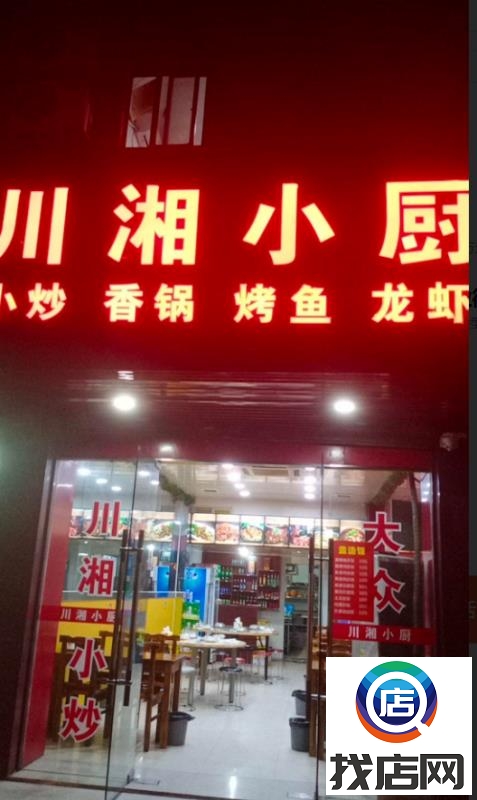 川湘小厨
小炒 香锅 烤鱼 龙虾
川湘小炒
大众
川湘小厨
川湘小厨
店
找店网